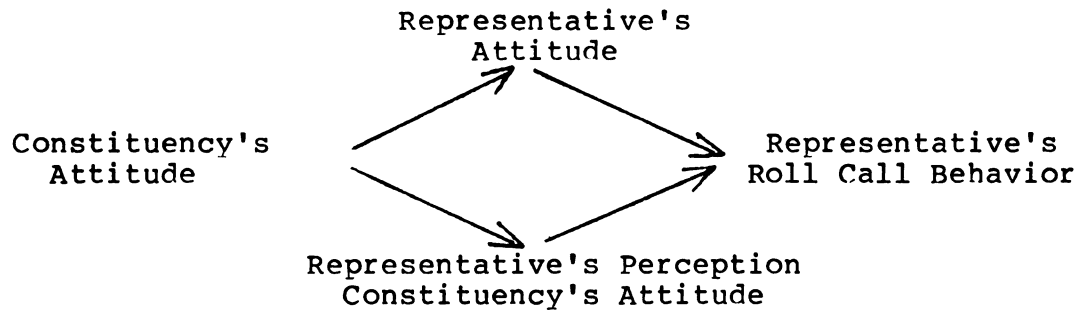 Representative's
Attitude
Constituency's
Attitude
Representative's
Roll Call Behavior
Representative's Perception
Constituency's Attitude